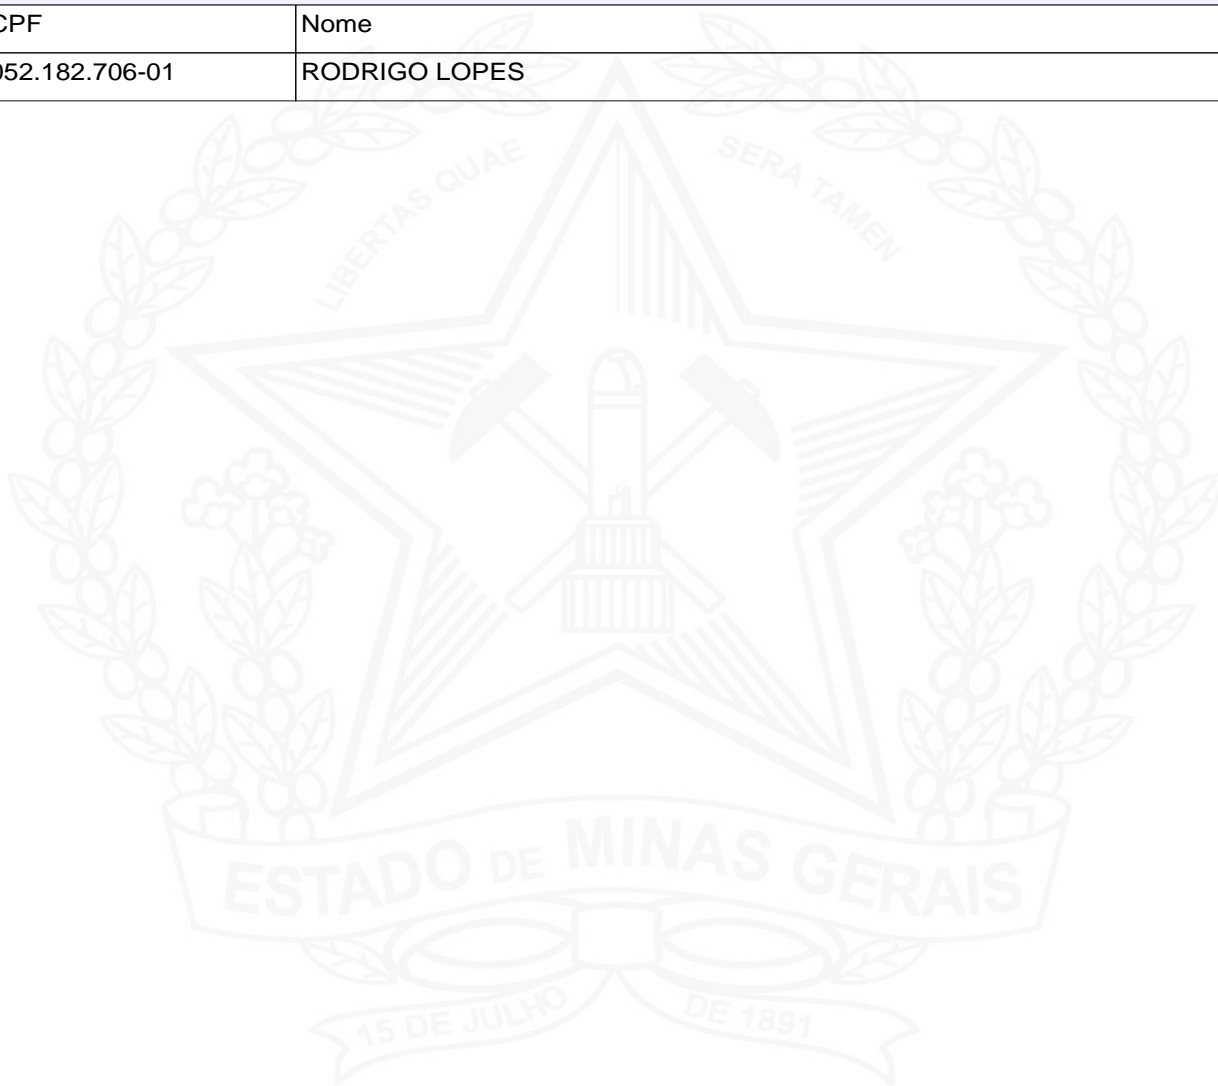 CPF Nome
052.182.706-01 RODRIGO LOPES
LIBERTAS QUAE SERA TAMEN
ESTADO DE MINAS GERAIS
15 DE JULHO DE 1891